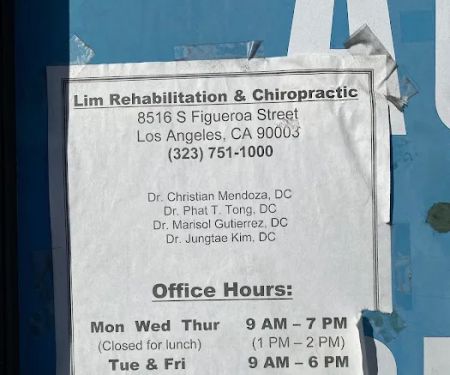 Lim Rehabilitation & Chiropractic
8516 S Figueroa Street
Los Angeles, CA 90003
(323) 751-1000
Dr. Christian Mendoza, DC
Dr. Phat T. Tong, DC
Dr. Marisol Gutierrez, DC
Dr. Jungtae Kim, DC
Office Hours:
Mon Wed Thur 9 AM – 7 PM
(Closed for lunch) (1 PM – 2 PM)
Tue & Fri 9 AM – 6 PM